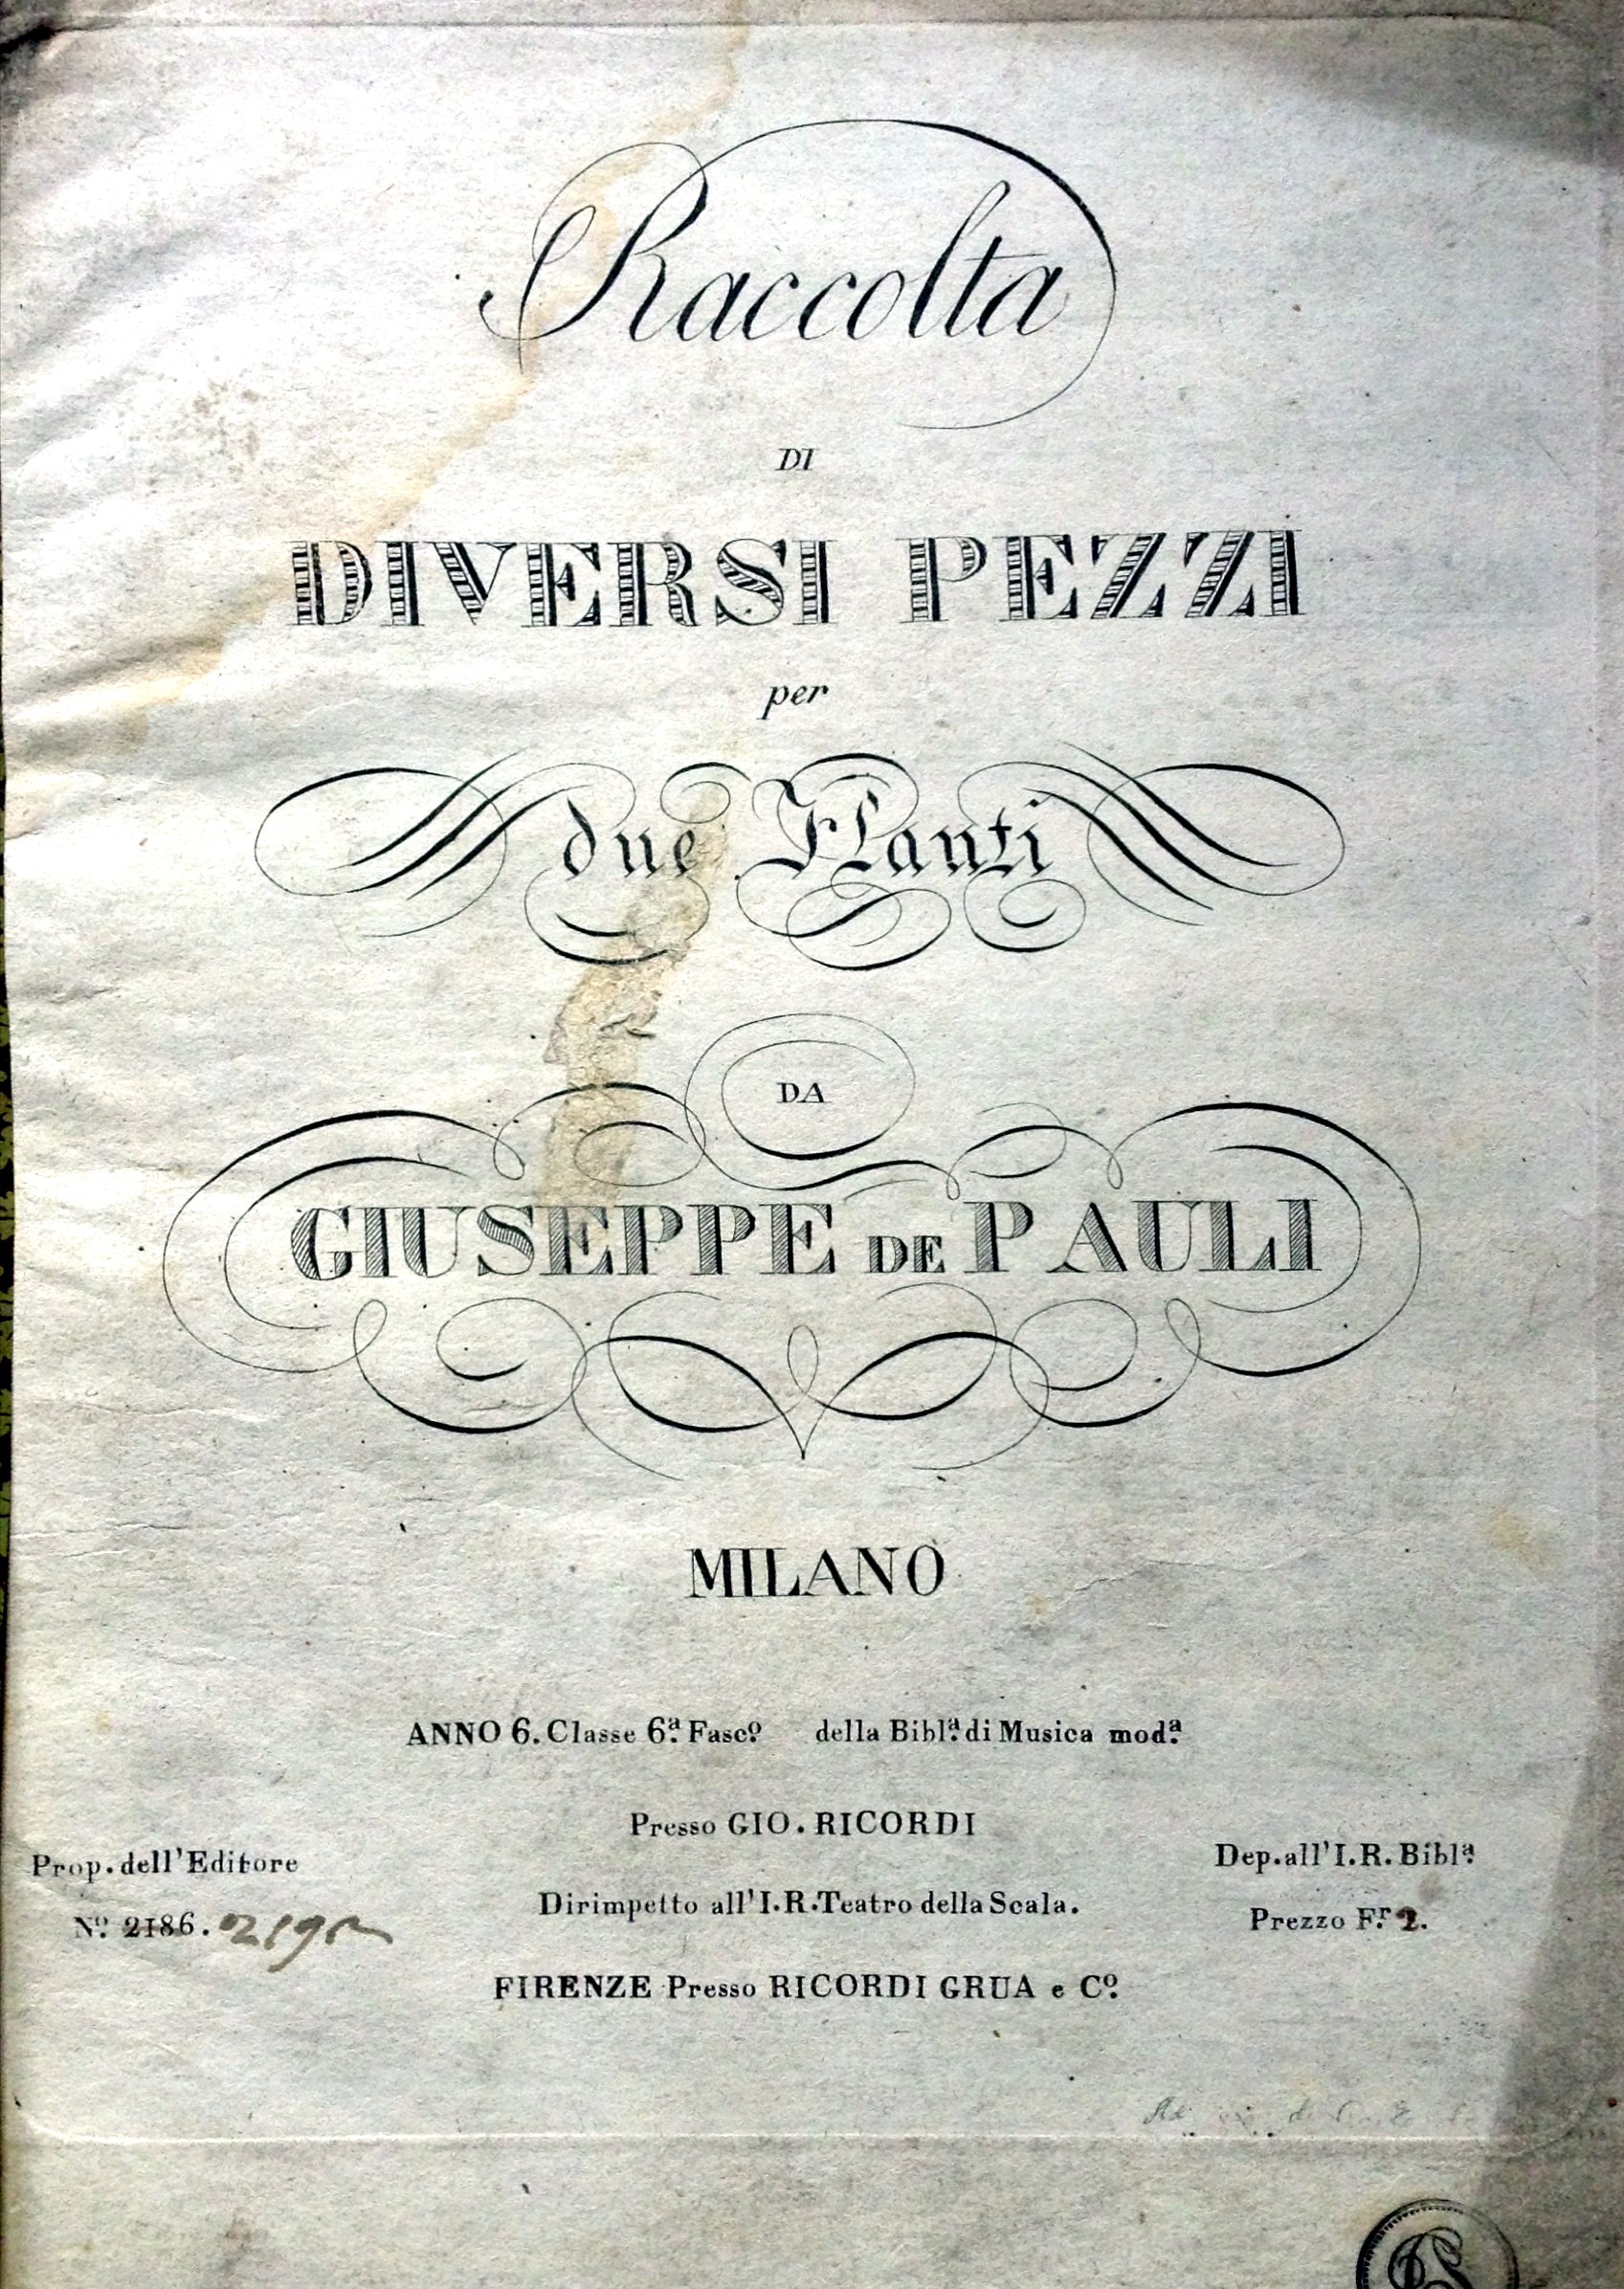 Raccolta
DI
DIVERSI PEZZI
per
due Flauti
DA
GIUSEPPE DE PAULI
MILANO
ANNO 6. Classe 6.ª Fasc.º della Bibl.ª di Musica mod.ª
Presso GIO. RICORDI
Prop. dell'Editore
Dep. all'I.R. Bibl.ª
Dirimpetto all'I.R. Teatro della Scala.
N.º 2186.
Prezzo F.r 2.
FIRENZE Presso RICORDI GRUA e C.º